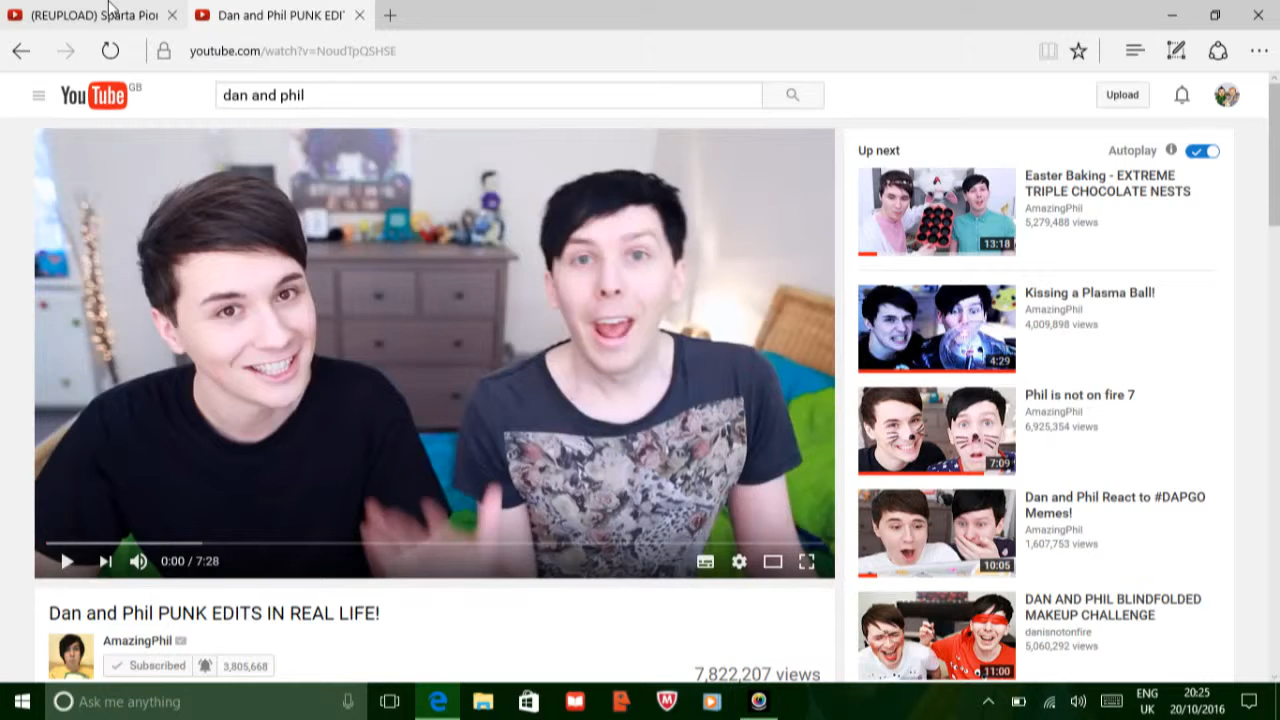 (REUPLOAD) Sparta Pio
Dan and Phil PUNK EDI
youtube.com/watch?v=NoudTpQSHSE
YouTube GB
dan and phil
Upload
Up next
Autoplay
Easter Baking - EXTREME
TRIPLE CHOCOLATE NESTS
AmazingPhil
5,279,488 views
13:18
Kissing a Plasma Ball!
AmazingPhil
4,009,898 views
4:29
Phil is not on fire 7
AmazingPhil
6,925,354 views
7:09
Dan and Phil React to #DAPGO
Memes!
AmazingPhil
1,607,753 views
10:05
DAN AND PHIL BLINDFOLDED
MAKEUP CHALLENGE
danisnotonfire
5,060,292 views
11:00
0:00 / 7:28
Dan and Phil PUNK EDITS IN REAL LIFE!
AmazingPhil
Subscribed
3,805,668
7,822,207 views
Ask me anything
ENG
UK
20:25
20/10/2016